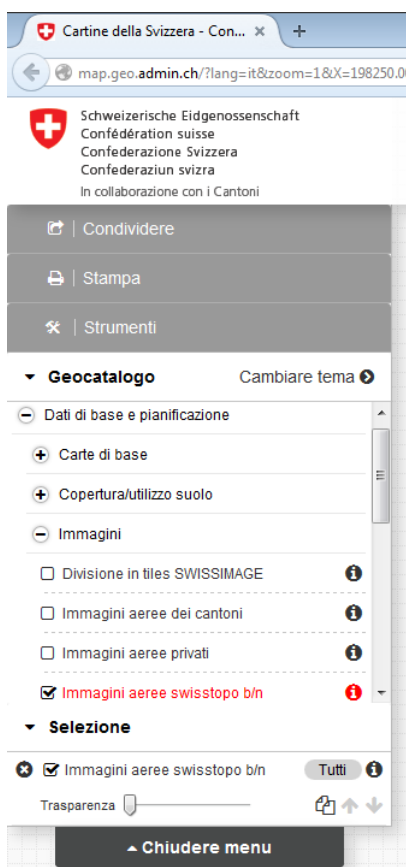 Cartine della Svizzera - Con...
map.geo.admin.ch/?lang=it&zoom=1&X=198250.0
Schweizerische Eidgenossenschaft
Confédération suisse
Confederazione Svizzera
Confederaziun svizra
In collaborazione con i Cantoni
Condividere
Stampa
Strumenti
Geocatalogo Cambiare tema
Dati di base e pianificazione
Carte di base
Copertura/utilizzo suolo
Immagini
Divisione in tiles SWISSIMAGE
Immagini aeree dei cantoni
Immagini aeree privati
Immagini aeree swisstopo b/n
Selezione
Immagini aeree swisstopo b/n Tutti
Trasparenza
Chiudere menu